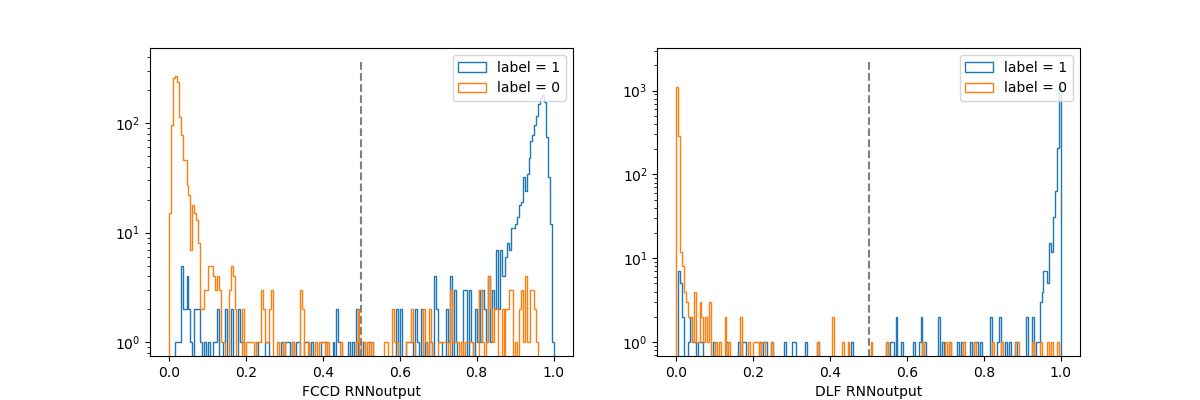 label = 1
label = 0
10²
10¹
10⁰
0.0 0.2 0.4 0.6 0.8 1.0
FCCD RNNoutput
label = 1
label = 0
10³
10²
10¹
10⁰
0.0 0.2 0.4 0.6 0.8 1.0
DLF RNNoutput